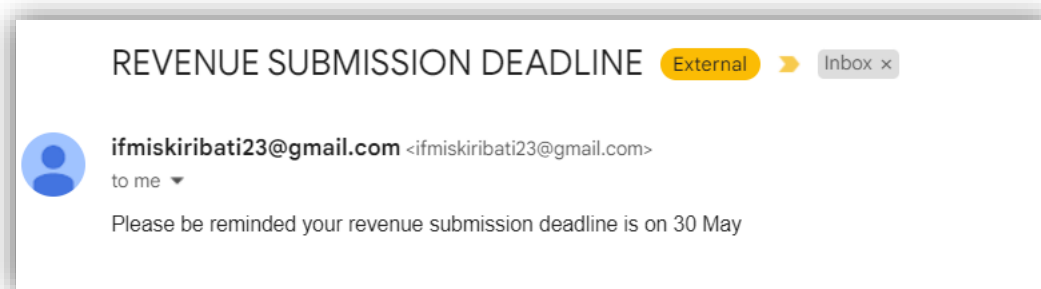 REVENUE SUBMISSION DEADLINE External Inbox ×
ifmiskiribati23@gmail.com <ifmiskiribati23@gmail.com>
to me
Please be reminded your revenue submission deadline is on 30 May